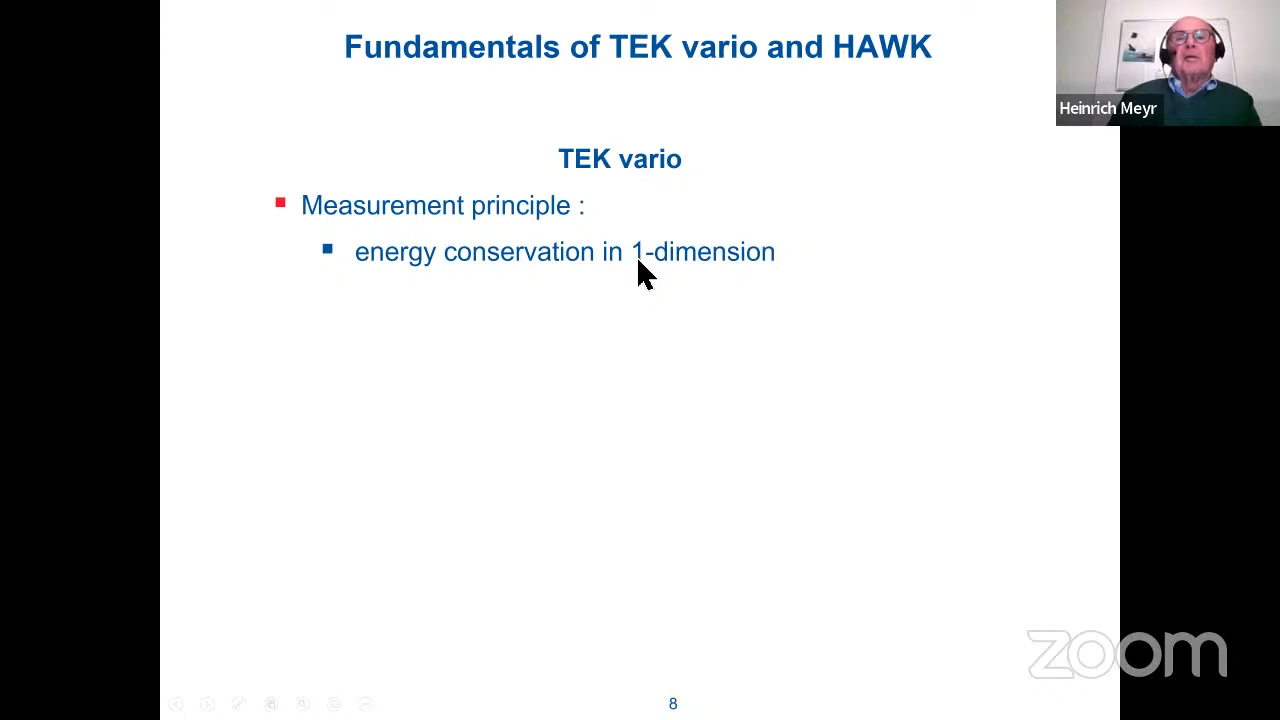 Fundamentals of TEK vario and HAWK
Heinrich Meyr
TEK vario
Measurement principle :
energy conservation in 1-dimension
zoom
8